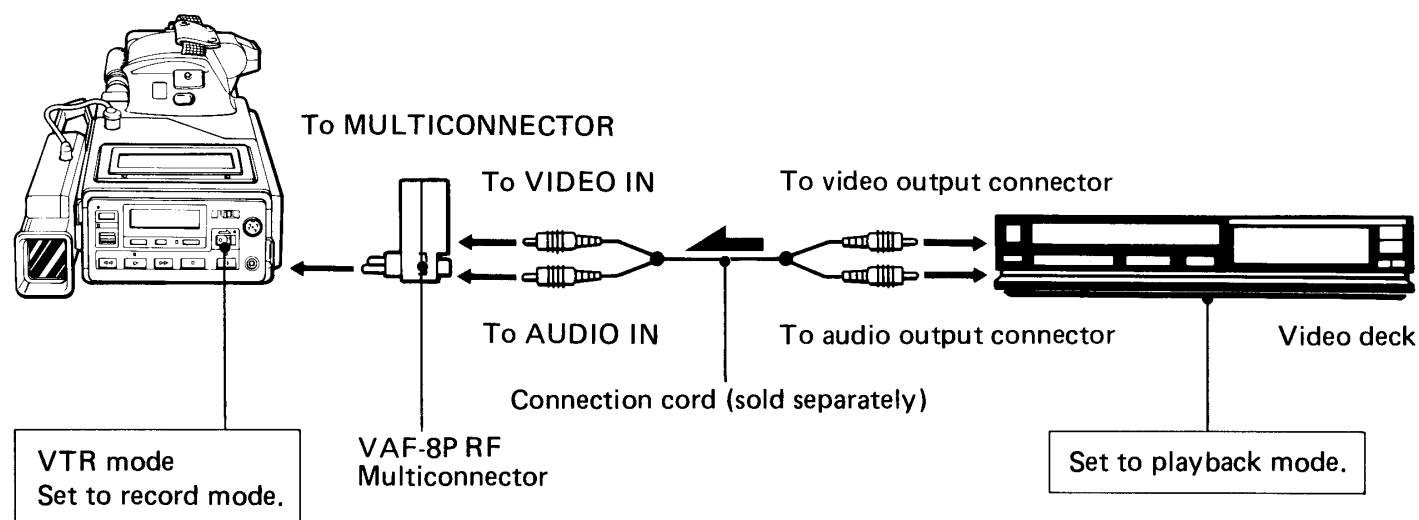 To MULTICONNECTOR
To VIDEO IN
To video output connector
To AUDIO IN
To audio output connector
Video deck
Connection cord (sold separately)
VAF-8P RF
Multiconnector
VTR mode
Set to record mode.
Set to playback mode.